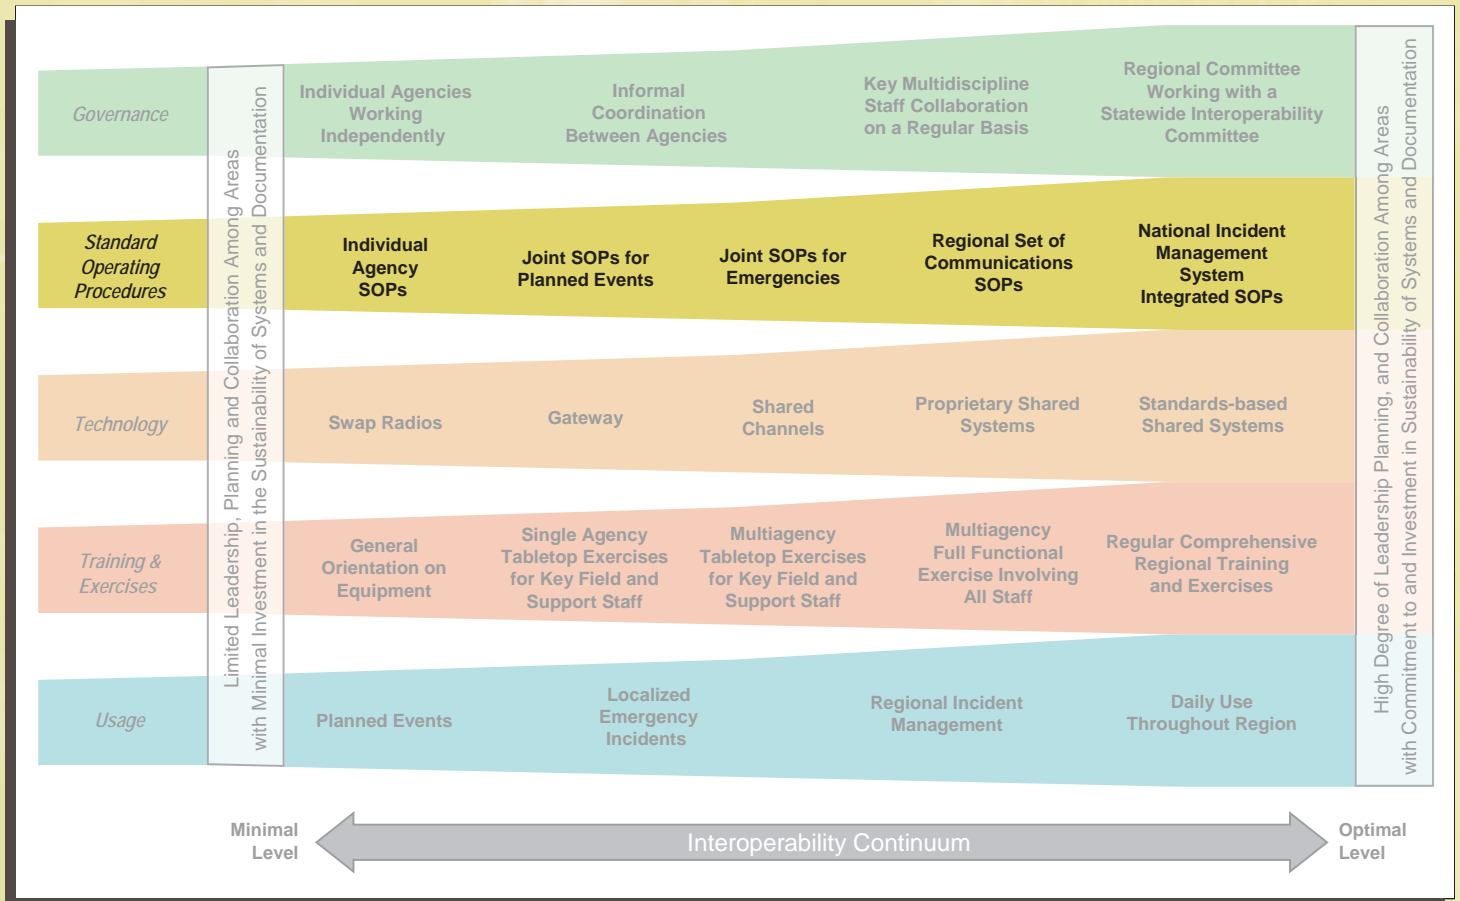 Governance
Individual Agencies
Working
Independently
Informal
Coordination
Between Agencies
Key Multidiscipline
Staff Collaboration
on a Regular Basis
Regional Committee
Working with a
Statewide Interoperability
Committee
Standard
Operating
Procedures
Individual
Agency
SOPs
Joint SOPs for
Planned Events
Joint SOPs for
Emergencies
Regional Set of
Communications
SOPs
National Incident
Management
System
Integrated SOPs
Technology
Swap Radios
Gateway
Shared
Channels
Proprietary Shared
Systems
Standards-based
Shared Systems
Training &
Exercises
General
Orientation on
Equipment
Single Agency
Tabletop Exercises
for Key Field and
Support Staff
Multiagency
Tabletop Exercises
for Key Field and
Support Staff
Multiagency
Full Functional
Exercise Involving
All Staff
Regular Comprehensive
Regional Training
and Exercises
Usage
Planned Events
Localized
Emergency
Incidents
Regional Incident
Management
Daily Use
Throughout Region
Limited Leadership, Planning and Collaboration Among Areas
with Minimal Investment in the Sustainability of Systems and Documentation
High Degree of Leadership Planning, and Collaboration Among Areas
with Commitment to and Investment in Sustainability of Systems and Documentation
Minimal
Level
Interoperability Continuum
Optimal
Level